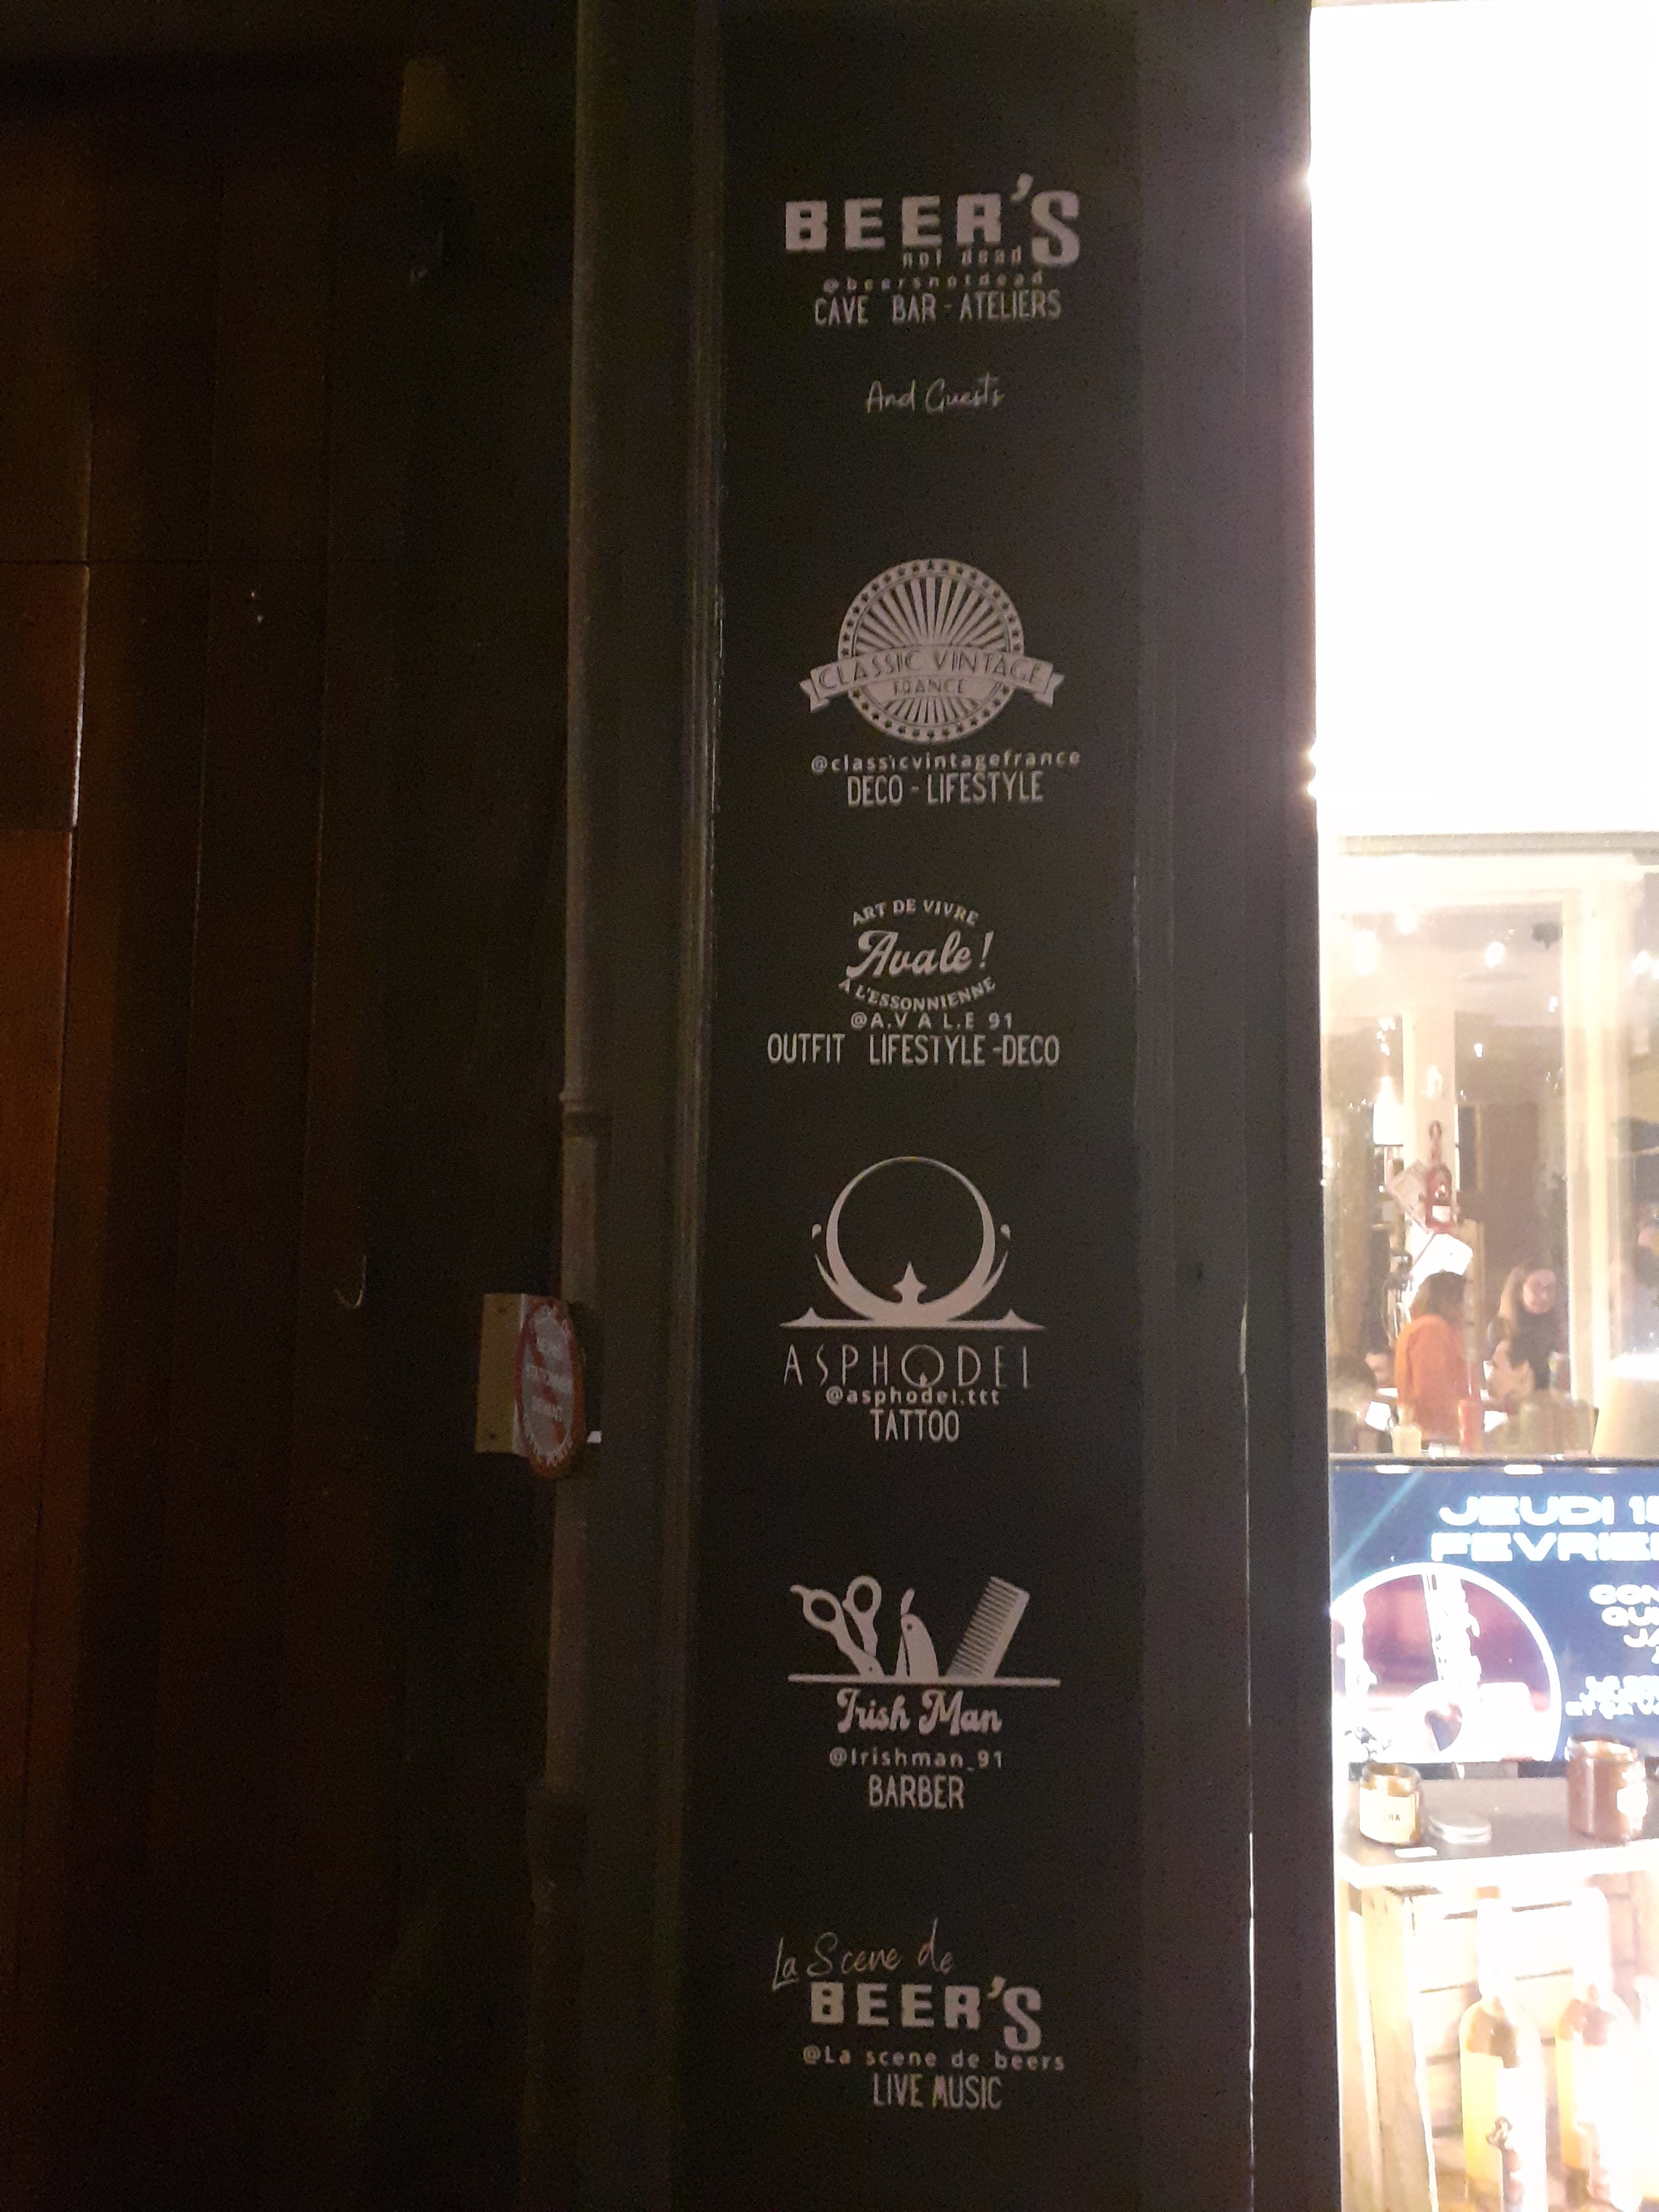 BEER'S
not dead
@beersnotdead
CAVE BAR - ATELIERS
And Guests
CLASSIC VINTAGE
FRANCE
@classicvintagefrance
DECO - LIFESTYLE
ART DE VIVRE
Avale !
À L'ESSONNIENNE
@A.V A L.E 91
OUTFIT LIFESTYLE -DECO
ASPHODEL
@asphodel.ttt
TATTOO
Irish Man
@Irishman_91
BARBER
La Scene de
BEER'S
@La scene de beers
LIVE MUSIC
JEUDI